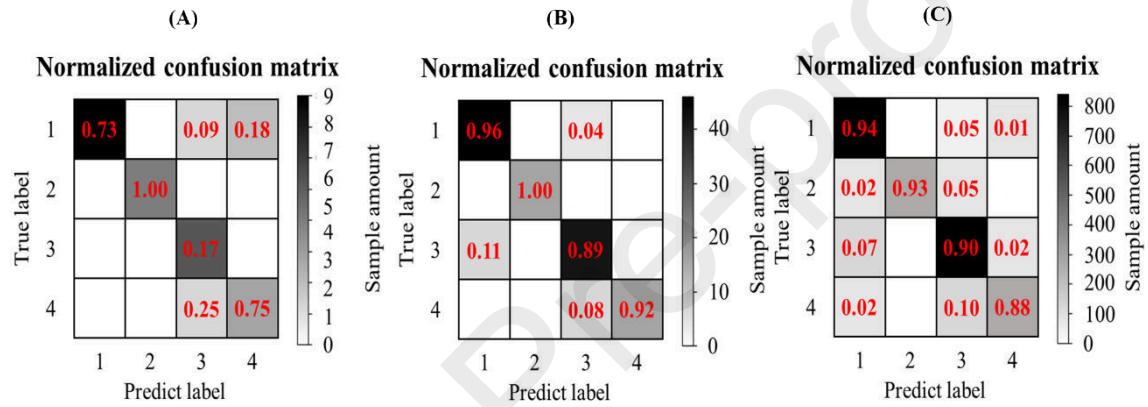 (A)
Normalized confusion matrix
True label
1
2
3
4
0.73 0.09 0.18
1.00
0.17
0.25 0.75
1 2 3 4
Predict label
9
8
7
6
5
4
3
2
1
0
Sample amount
(B)
Normalized confusion matrix
True label
1
2
3
4
0.96 0.04
1.00
0.11 0.89
0.08 0.92
1 2 3 4
Predict label
40
30
20
10
0
Sample amount
(C)
Normalized confusion matrix
True label
1
2
3
4
0.94 0.05 0.01
0.02 0.93 0.05
0.07 0.90 0.02
0.02 0.10 0.88
1 2 3 4
Predict label
800
700
600
500
400
300
200
100
0
Sample amount
Pre-pro